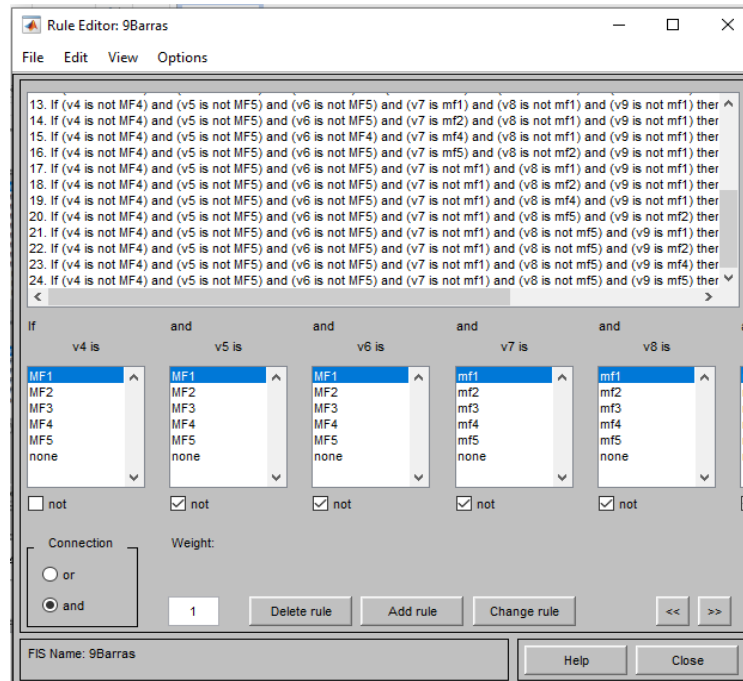 Rule Editor: 9Barras
File Edit View Options
13. If (v4 is not MF4) and (v5 is not MF5) and (v6 is not MF5) and (v7 is mf1) and (v8 is not mf1) and (v9 is not mf1) then
14. If (v4 is not MF4) and (v5 is not MF5) and (v6 is not MF5) and (v7 is mf2) and (v8 is not mf1) and (v9 is not mf1) then
15. If (v4 is not MF4) and (v5 is not MF5) and (v6 is not MF4) and (v7 is mf4) and (v8 is not mf1) and (v9 is not mf1) then
16. If (v4 is not MF4) and (v5 is not MF5) and (v6 is not MF5) and (v7 is mf5) and (v8 is not mf2) and (v9 is not mf1) then
17. If (v4 is not MF4) and (v5 is not MF5) and (v6 is not MF5) and (v7 is not mf1) and (v8 is mf1) and (v9 is not mf1) then
18. If (v4 is not MF4) and (v5 is not MF5) and (v6 is not MF5) and (v7 is not mf1) and (v8 is mf2) and (v9 is not mf1) then
19. If (v4 is not MF4) and (v5 is not MF5) and (v6 is not MF5) and (v7 is not mf1) and (v8 is mf4) and (v9 is not mf1) then
20. If (v4 is not MF4) and (v5 is not MF5) and (v6 is not MF5) and (v7 is not mf1) and (v8 is mf5) and (v9 is not mf2) then
21. If (v4 is not MF4) and (v5 is not MF5) and (v6 is not MF5) and (v7 is not mf1) and (v8 is not mf5) and (v9 is mf1) then
22. If (v4 is not MF4) and (v5 is not MF5) and (v6 is not MF5) and (v7 is not mf1) and (v8 is not mf5) and (v9 is mf2) then
23. If (v4 is not MF4) and (v5 is not MF5) and (v6 is not MF5) and (v7 is not mf1) and (v8 is not mf5) and (v9 is mf4) then
24. If (v4 is not MF4) and (v5 is not MF5) and (v6 is not MF5) and (v7 is not mf1) and (v8 is not mf5) and (v9 is mf5) then
If and and and and
v4 is v5 is v6 is v7 is v8 is
MF1 MF1 MF1 mf1 mf1
MF2 MF2 MF2 mf2 mf2
MF3 MF3 MF3 mf3 mf3
MF4 MF4 MF4 mf4 mf4
MF5 MF5 MF5 mf5 mf5
none none none none none
not not not not not
Connection Weight:
or
and 1 Delete rule Add rule Change rule << >>
FIS Name: 9Barras Help Close